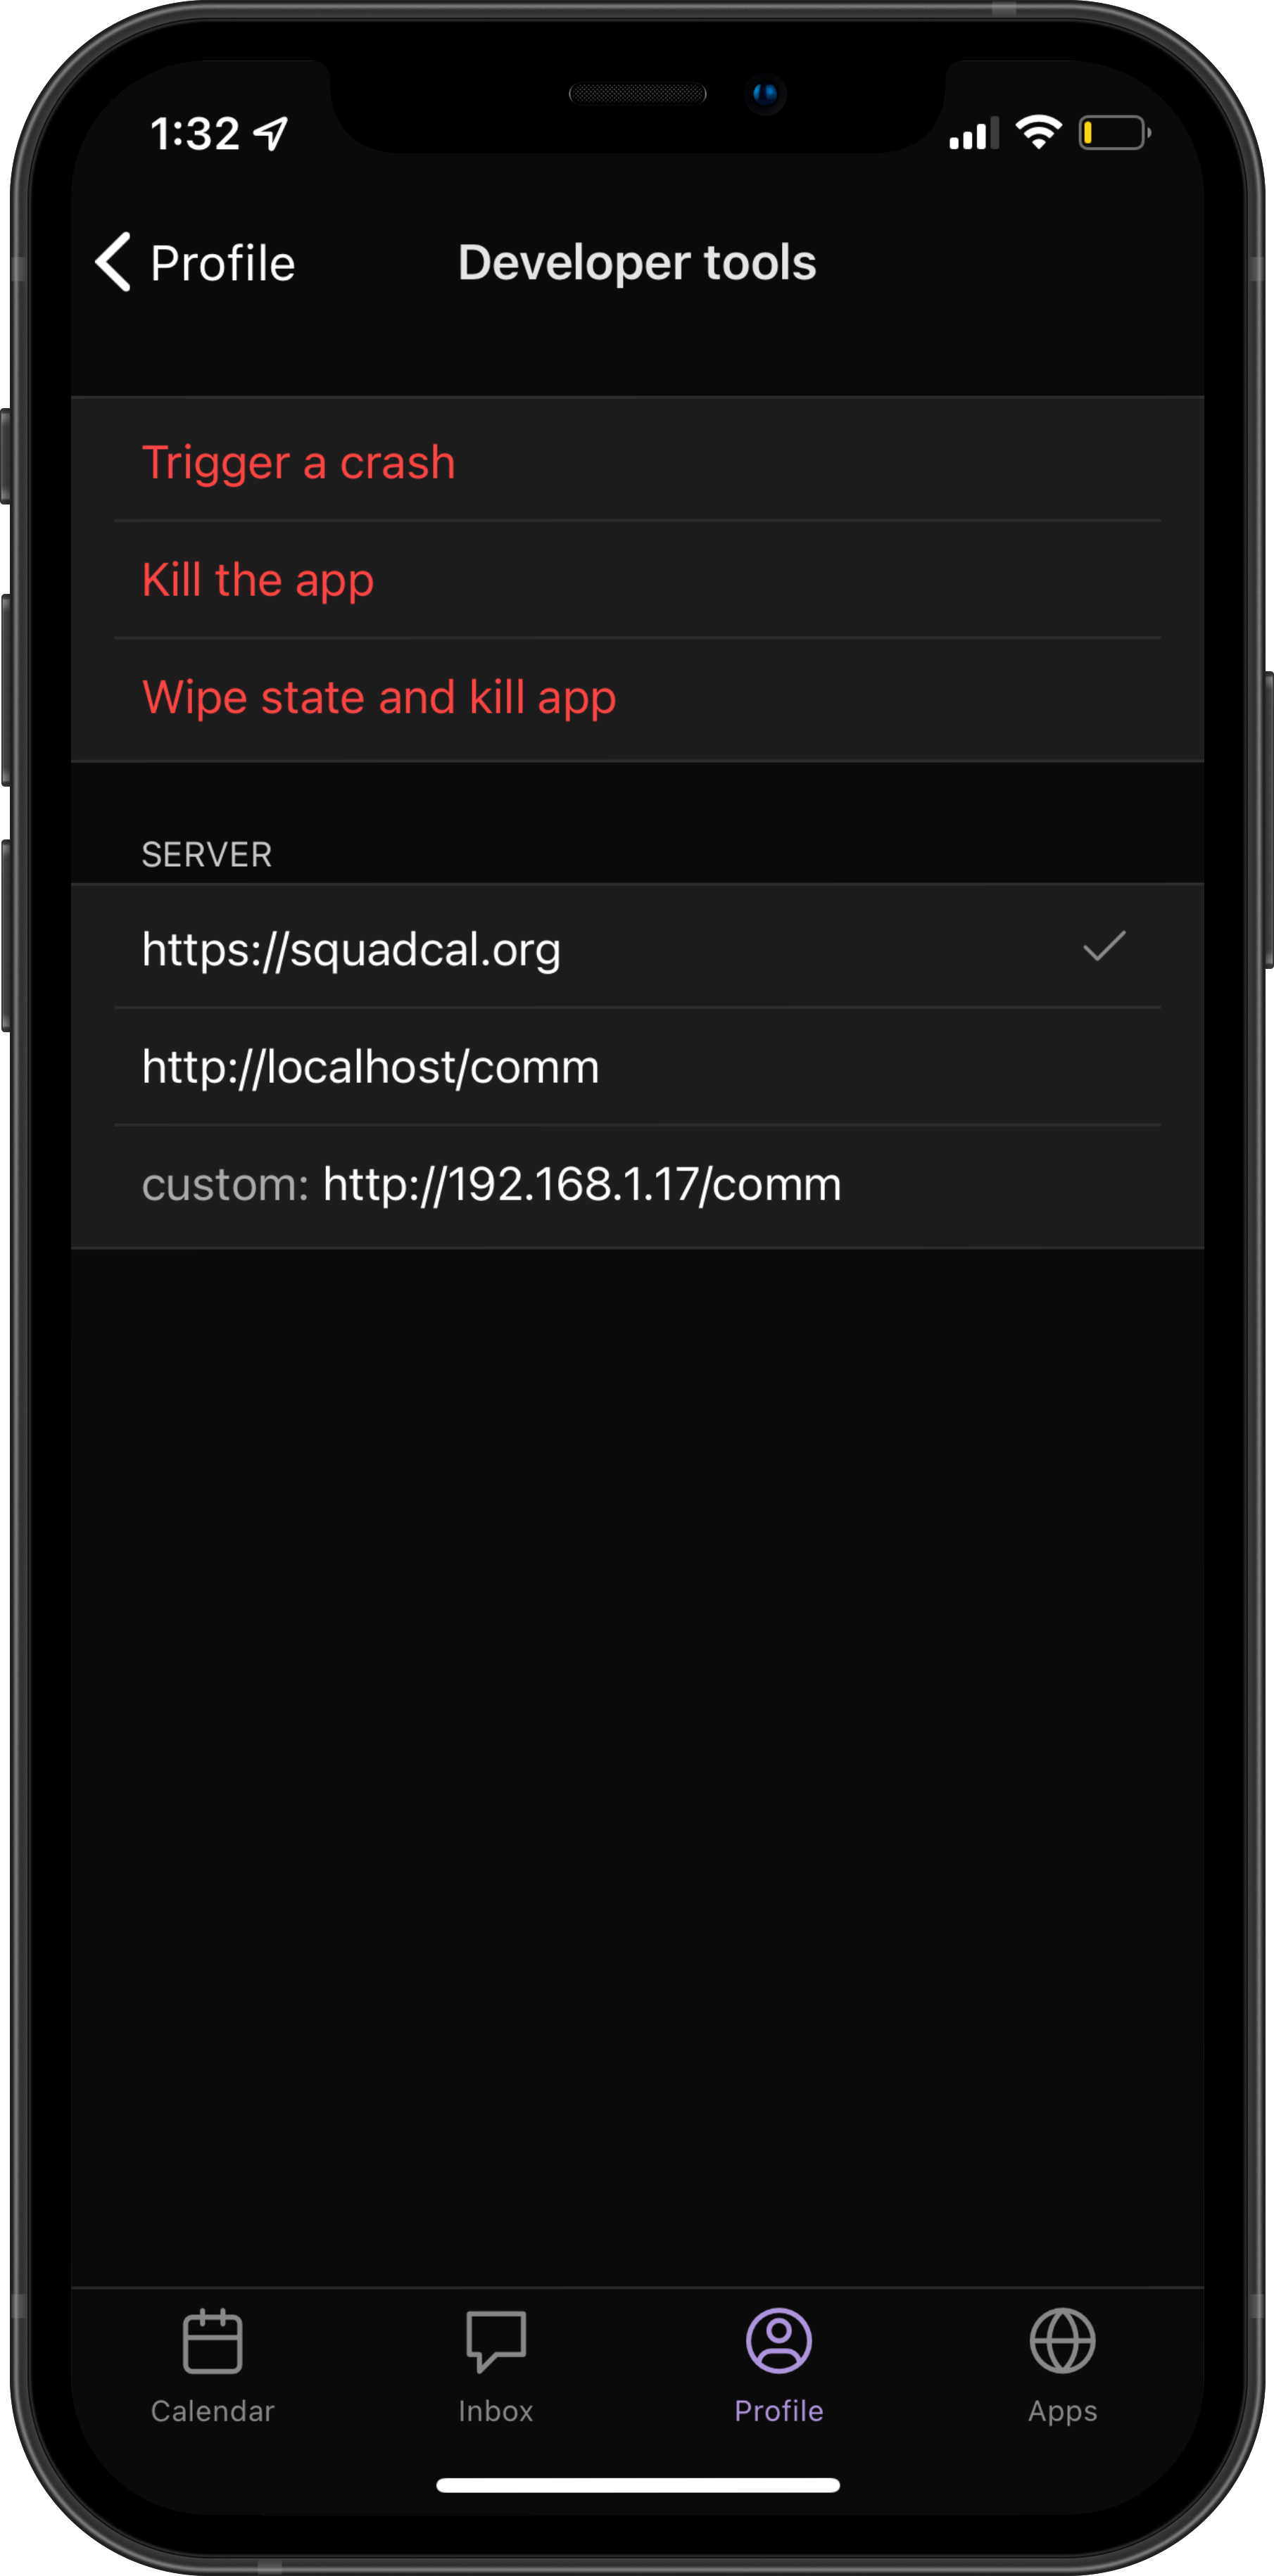 1:32
Profile
Developer tools
Trigger a crash
Kill the app
Wipe state and kill app
SERVER
https://squadcal.org
http://localhost/comm
custom: http://192.168.1.17/comm
Calendar
Inbox
Profile
Apps